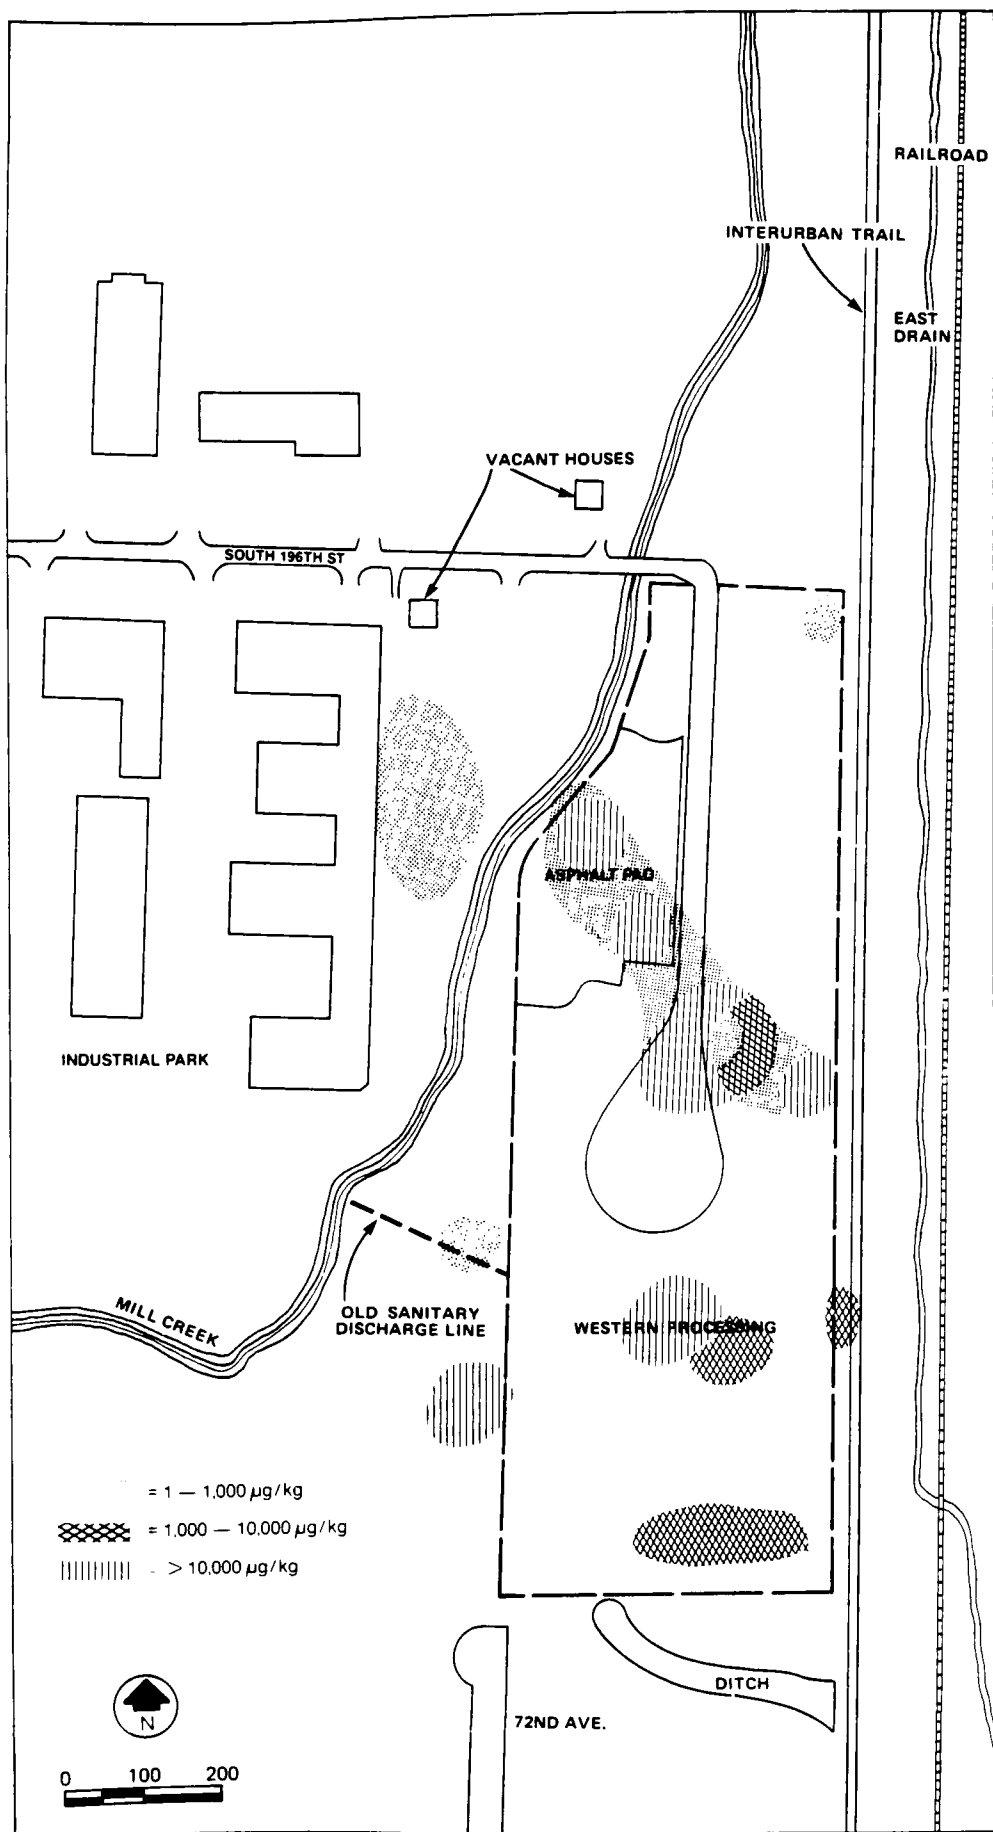 RAILROAD
INTERURBAN TRAIL
EAST
DRAIN
VACANT HOUSES
SOUTH 196TH ST
ASPHALT PAD
INDUSTRIAL PARK
MILL CREEK
OLD SANITARY
DISCHARGE LINE
WESTERN PROCESSING
= 1 — 1,000 µg/kg
= 1,000 — 10,000 µg/kg
> 10,000 µg/kg
DITCH
N
72ND AVE.
0 100 200